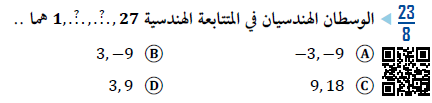 23/8 ◀ الوسطان الهندسيان في المتتابعة الهندسية 1,.?.,.?.,27 هما ..
A −3,−9
B 3,−9
C 9,18
D 3,9